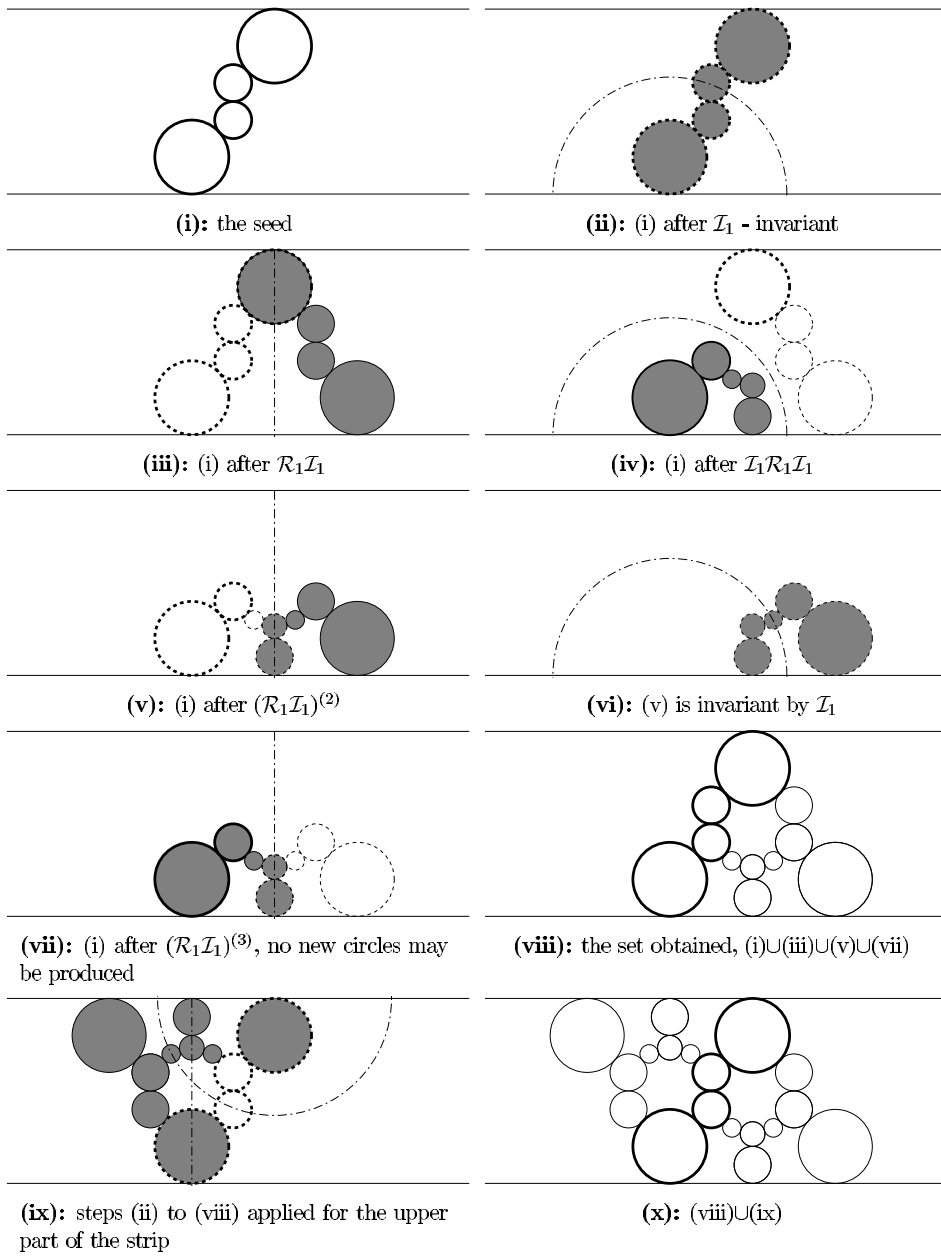 (i): the seed
(ii): (i) after I₁ - invariant
(iii): (i) after R₁I₁
(iv): (i) after I₁R₁I₁
(v): (i) after (R₁I₁)⁽²⁾
(vi): (v) is invariant by I₁
(vii): (i) after (R₁I₁)⁽³⁾, no new circles may
be produced
(viii): the set obtained, (i)∪(iii)∪(v)∪(vii)
(ix): steps (ii) to (viii) applied for the upper
part of the strip
(x): (viii)∪(ix)